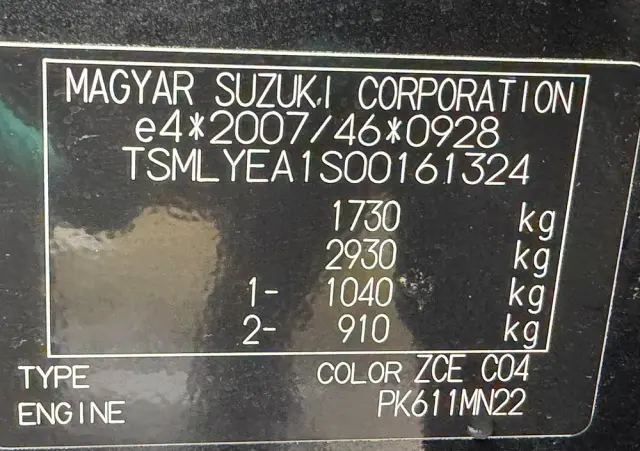 MAGYAR SUZUKI CORPORATION
e4*2007/46*0928
TSMLYEA1S00161324
1730 kg
2930 kg
1- 1040 kg
2- 910 kg
TYPE COLOR ZCE C04
ENGINE PK611MN22